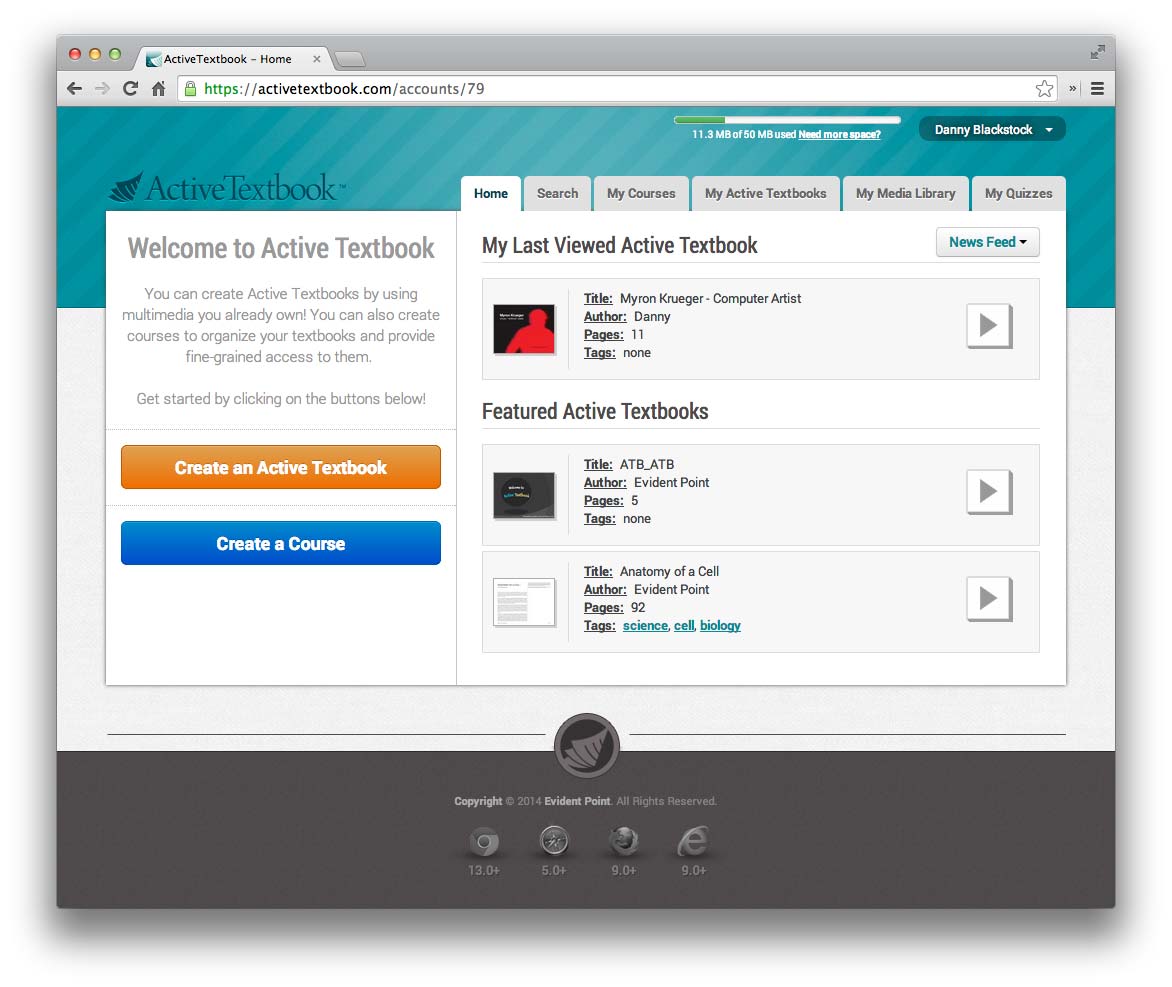 ActiveTextbook – Home
https://activetextbook.com/accounts/79
11.3 MB of 50 MB used Need more space?
Danny Blackstock
ActiveTextbook™
Home
Search
My Courses
My Active Textbooks
My Media Library
My Quizzes
Welcome to Active Textbook
You can create Active Textbooks by using
multimedia you already own! You can also create
courses to organize your textbooks and provide
fine-grained access to them.
Get started by clicking on the buttons below!
Create an Active Textbook
Create a Course
My Last Viewed Active Textbook
News Feed
Myron Krueger
Title: Myron Krueger - Computer Artist
Author: Danny
Pages: 11
Tags: none
Featured Active Textbooks
Welcome to
Active Textbook
Title: ATB_ATB
Author: Evident Point
Pages: 5
Tags: none
Title: Anatomy of a Cell
Author: Evident Point
Pages: 92
Tags: science, cell, biology
Copyright © 2014 Evident Point. All Rights Reserved.
13.0+
5.0+
9.0+
9.0+